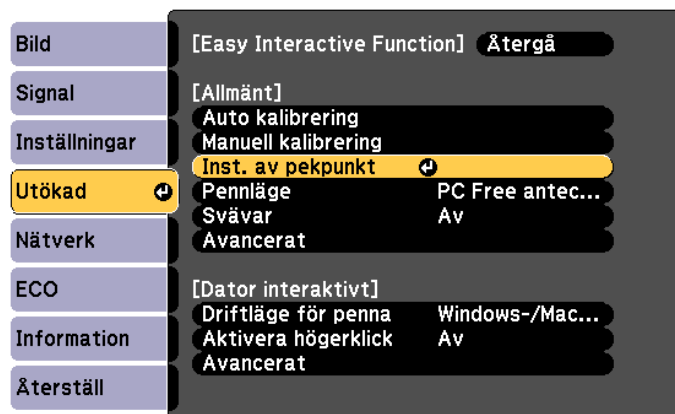 Bild
Signal
Inställningar
Utökad
Nätverk
ECO
Information
Återställ
[Easy Interactive Function] Återgå
[Allmänt]
Auto kalibrering
Manuell kalibrering
Inst. av pekpunkt
Pennläge PC Free antec...
Svävar Av
Avancerat
[Dator interaktivt]
Driftläge för penna Windows-/Mac...
Aktivera högerklick Av
Avancerat